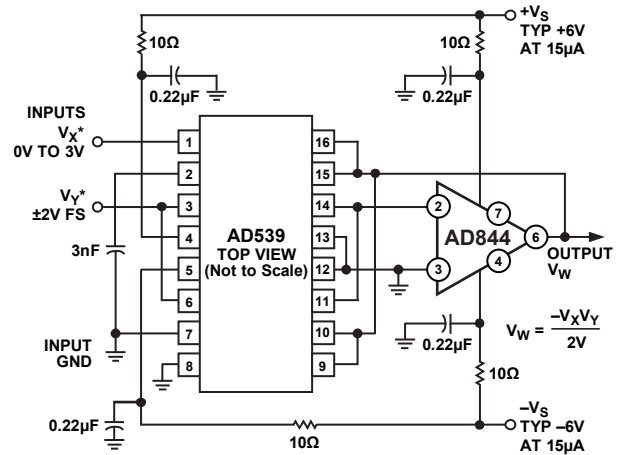 +VS
TYP +6V
AT 15µA
10Ω
10Ω
0.22µF
0.22µF
INPUTS
VX*
0V TO 3V
VY*
±2V FS
3nF
INPUT
GND
1
2
3
4
5
6
7
8
AD539
TOP VIEW
(Not to Scale)
16
15
14
13
12
11
10
9
2
3
7
4
6
AD844
OUTPUT
VW
VW = –VXVY
2V
0.22µF
10Ω
0.22µF
10Ω
–VS
TYP –6V
AT 15µA